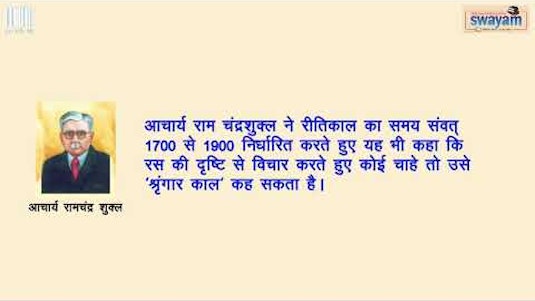 swayam
आचार्य राम चंद्रशुक्ल ने रीतिकाल का समय संवत्
1700 से 1900 निर्धारित करते हुए यह भी कहा कि
रस की दृष्टि से विचार करते हुए कोई चाहे तो उसे
'श्रृंगार काल' कह सकता है।
आचार्य रामचंद्र शुक्ल